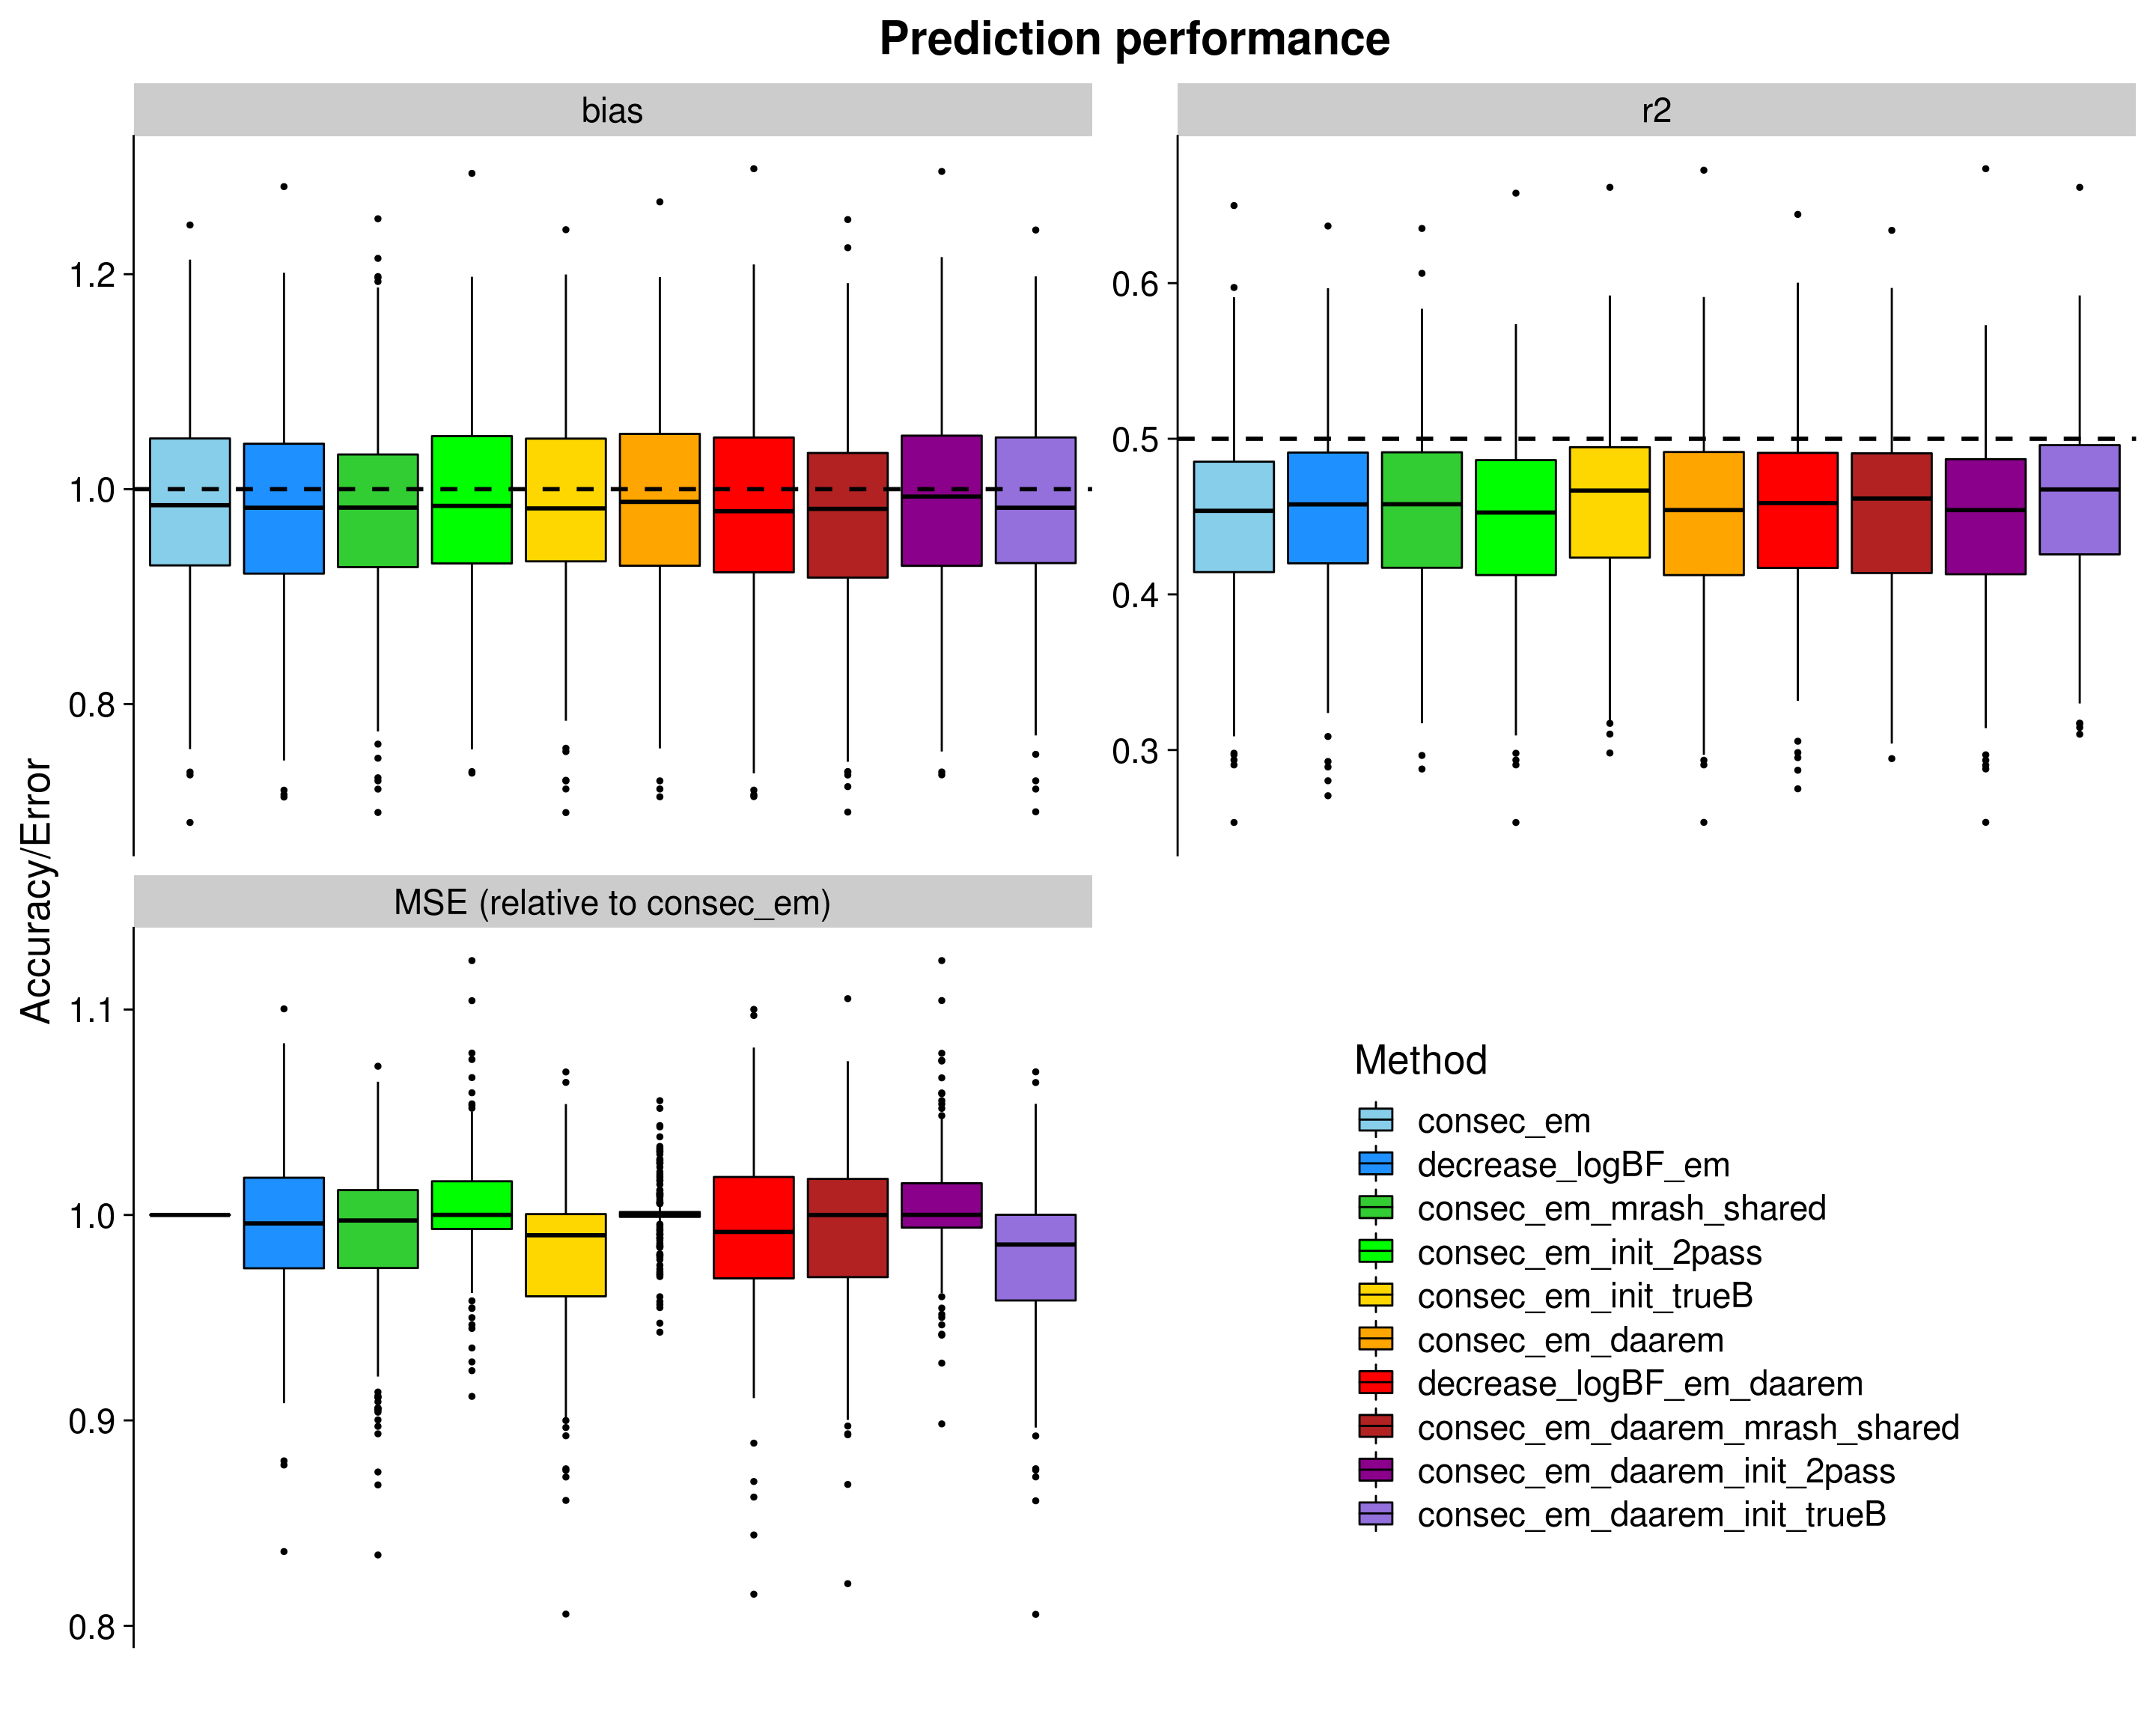 Prediction performance
bias
r2
1.2
1.0
0.8
0.6
0.5
0.4
0.3
Accuracy/Error
MSE (relative to consec_em)
1.1
1.0
0.9
0.8
Method
consec_em
decrease_logBF_em
consec_em_mrash_shared
consec_em_init_2pass
consec_em_init_trueB
consec_em_daarem
decrease_logBF_em_daarem
consec_em_daarem_mrash_shared
consec_em_daarem_init_2pass
consec_em_daarem_init_trueB